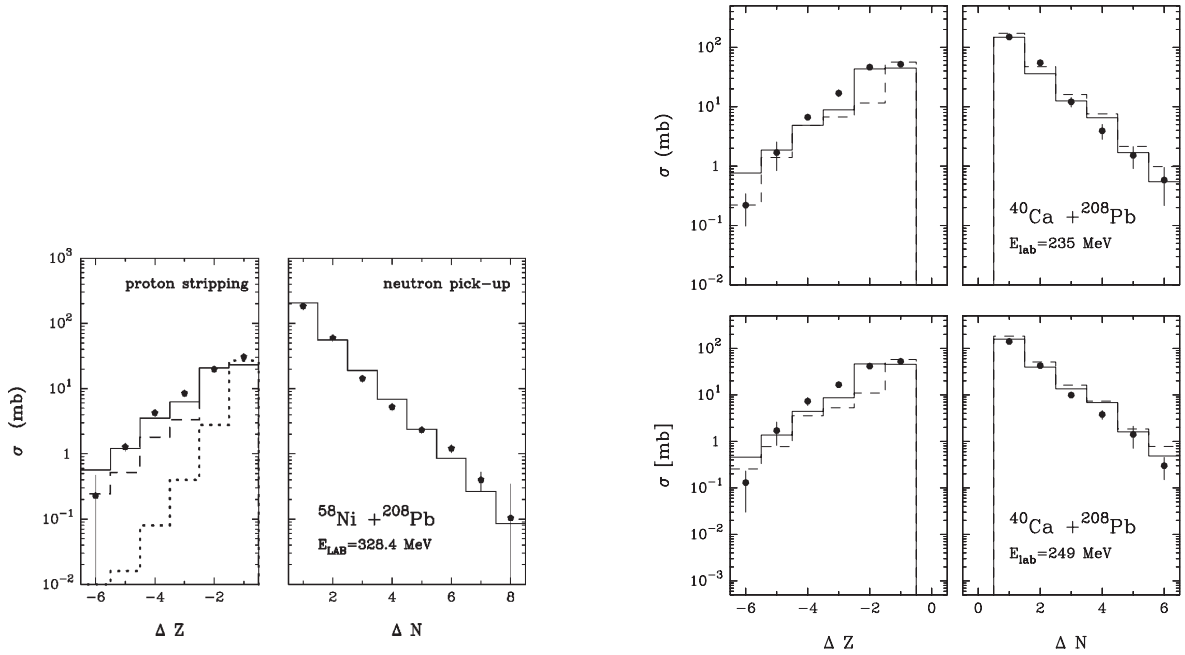 10³
10²
10¹
1
10⁻¹
10⁻²
σ (mb)
proton stripping
neutron pick-up
⁵⁸Ni +²⁰⁸Pb
E_LAB=328.4 MeV
−6 −4 −2
2 4 6 8
Δ Z
Δ N
10²
10¹
1
10⁻¹
10⁻²
σ (mb)
⁴⁰Ca +²⁰⁸Pb
E_lab=235 MeV
10²
10¹
1
10⁻¹
10⁻²
10⁻³
σ [mb]
⁴⁰Ca +²⁰⁸Pb
E_lab=249 MeV
−6 −4 −2 0
0 2 4 6
Δ Z
Δ N